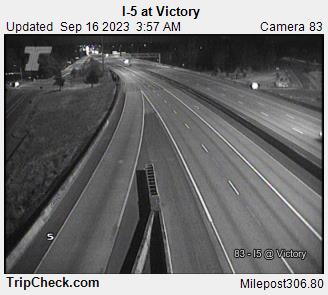 I-5 at Victory
Updated Sep 16 2023 3:57 AM Camera 83
T
S
83 - I5 @ Victory
TripCheck.com Milepost306.80